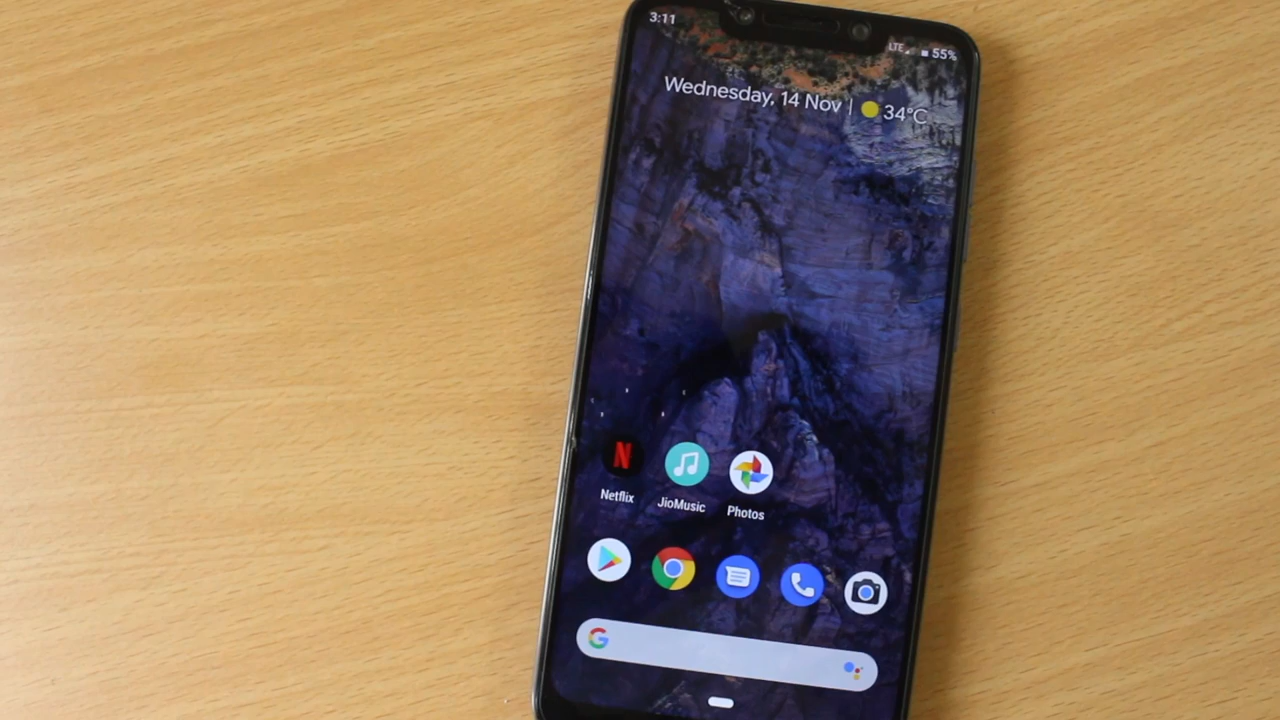 3:11
LTE 55%
Wednesday, 14 Nov | 34°C
N
Netflix JioMusic Photos
G